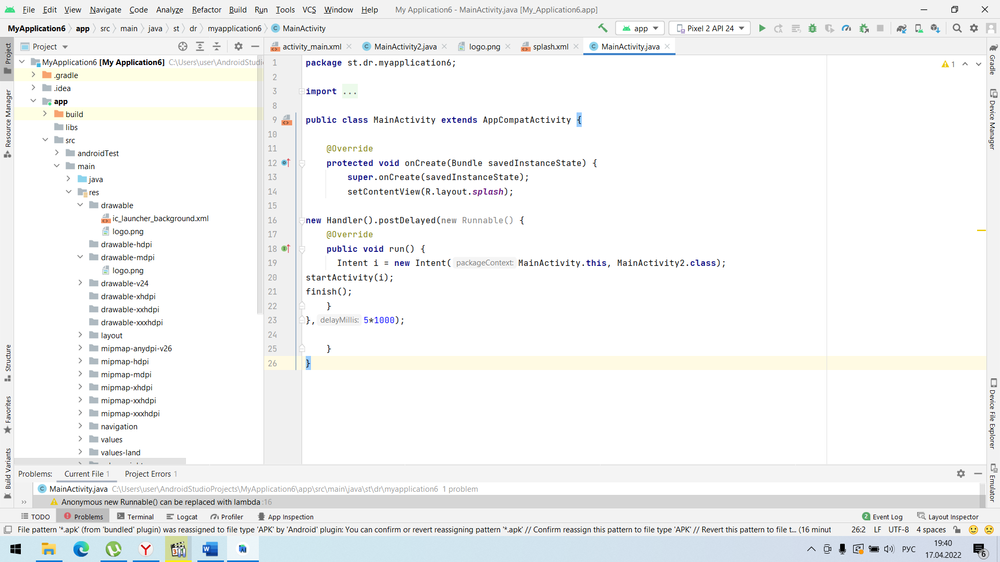 File Edit View Navigate Code Analyze Refactor Build Run Tools VCS Window Help My Application6 - MainActivity.java [My_Application6.app]
MyApplication6 app src main java st dr myapplication6 MainActivity app Pixel 2 API 24
Project
activity_main.xml MainActivity2.java logo.png splash.xml MainActivity.java
MyApplication6 [My Application6] C:\Users\user\AndroidStudi
.gradle
.idea
app
build
libs
src
androidTest
main
java
res
drawable
ic_launcher_background.xml
logo.png
drawable-hdpi
drawable-mdpi
logo.png
drawable-v24
drawable-xhdpi
drawable-xxhdpi
drawable-xxxhdpi
layout
mipmap-anydpi-v26
mipmap-hdpi
mipmap-mdpi
mipmap-xhdpi
mipmap-xxhdpi
mipmap-xxxhdpi
navigation
values
values-land
1 package st.dr.myapplication6;
2
3 import ...
8
9 public class MainActivity extends AppCompatActivity {
10
11 @Override
12 protected void onCreate(Bundle savedInstanceState) {
13 super.onCreate(savedInstanceState);
14 setContentView(R.layout.splash);
15
16 new Handler().postDelayed(new Runnable() {
17 @Override
18 public void run() {
19 Intent i = new Intent( packageContext: MainActivity.this, MainActivity2.class);
20 startActivity(i);
21 finish();
22 }
23 }, delayMillis: 5*1000);
24
25 }
26 }
1
Project
Resource Manager
Structure
Favorites
Build Variants
Gradle
Device Manager
Device File Explorer
Emulator
Problems: Current File 1 Project Errors 1
MainActivity.java C:\Users\user\AndroidStudioProjects\MyApplication6\app\src\main\java\st\dr\myapplication6 1 problem
Anonymous new Runnable() can be replaced with lambda :16
TODO Problems Terminal Logcat Profiler App Inspection 2 Event Log Layout Inspector
File pattern '*.apk' (from 'bundled' plugin) was reassigned to file type 'APK' by 'Android' plugin: You can confirm or revert reassigning pattern '*.apk' // Confirm reassign this pattern to file type 'APK' // Revert this pattern to file t... (16 minut 26:2 LF UTF-8 4 spaces
РУС
19:40
17.04.2022
6